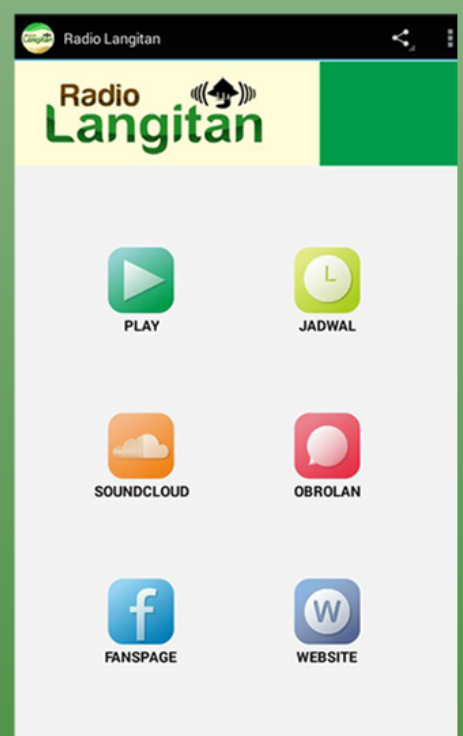 Radio Langitan
Radio
Langitan
PLAY
JADWAL
SOUNDCLOUD
OBROLAN
FANSPAGE
WEBSITE